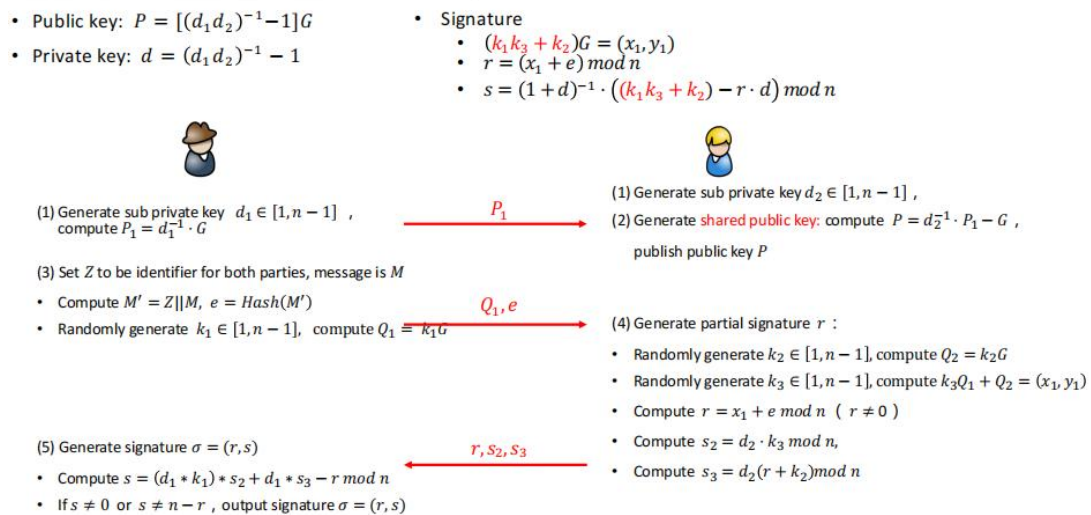 • Public key: P = [(d₁d₂)⁻¹−1]G
• Private key: d = (d₁d₂)⁻¹ − 1
• Signature
• (k₁k₃ + k₂)G = (x₁, y₁)
• r = (x₁ + e) mod n
• s = (1 + d)⁻¹ · ((k₁k₃ + k₂) − r · d) mod n
(1) Generate sub private key d₁ ∈ [1, n − 1] ,
compute P₁ = d₁⁻¹ · G
P₁
(1) Generate sub private key d₂ ∈ [1, n − 1] ,
(2) Generate shared public key: compute P = d₂⁻¹ · P₁ − G ,
publish public key P
(3) Set Z to be identifier for both parties, message is M
• Compute M′ = Z||M, e = Hash(M′)
• Randomly generate k₁ ∈ [1, n − 1], compute Q₁ = k₁G
Q₁, e
(4) Generate partial signature r :
• Randomly generate k₂ ∈ [1, n − 1], compute Q₂ = k₂G
• Randomly generate k₃ ∈ [1, n − 1], compute k₃Q₁ + Q₂ = (x₁, y₁)
• Compute r = x₁ + e mod n ( r ≠ 0 )
• Compute s₂ = d₂ · k₃ mod n,
• Compute s₃ = d₂(r + k₂)mod n
r, s₂, s₃
(5) Generate signature σ = (r, s)
• Compute s = (d₁ * k₁) * s₂ + d₁ * s₃ − r mod n
• If s ≠ 0 or s ≠ n − r , output signature σ = (r, s)